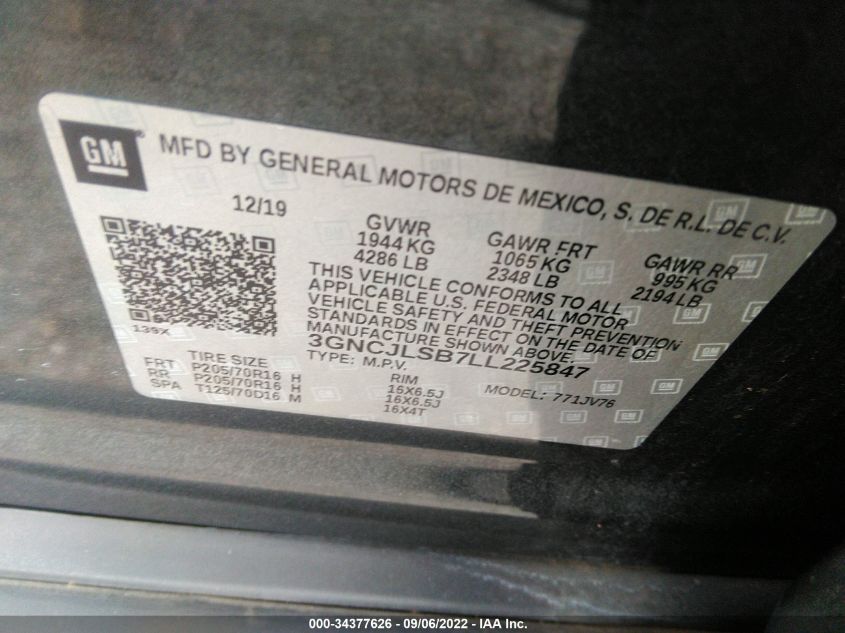 GM MFD BY GENERAL MOTORS DE MEXICO, S. DE R.L. DE C.V.
12/19
GVWR GAWR FRT GAWR RR
1944 KG 1065 KG 995 KG
4286 LB 2348 LB 2194 LB
THIS VEHICLE CONFORMS TO ALL
APPLICABLE U.S. FEDERAL MOTOR
VEHICLE SAFETY AND THEFT PREVENTION
STANDARDS IN EFFECT ON THE DATE OF
MANUFACTURE SHOWN ABOVE.
139X
3GNCJLSB7LL225847
TYPE: M.P.V. MODEL: 771JV76
TIRE SIZE RIM
FRT P205/70R16 H 16X6.5J
RR P205/70R16 H 16X6.5J
SPA T125/70D16 M 16X4T
000-34377626 - 09/06/2022 - IAA Inc.